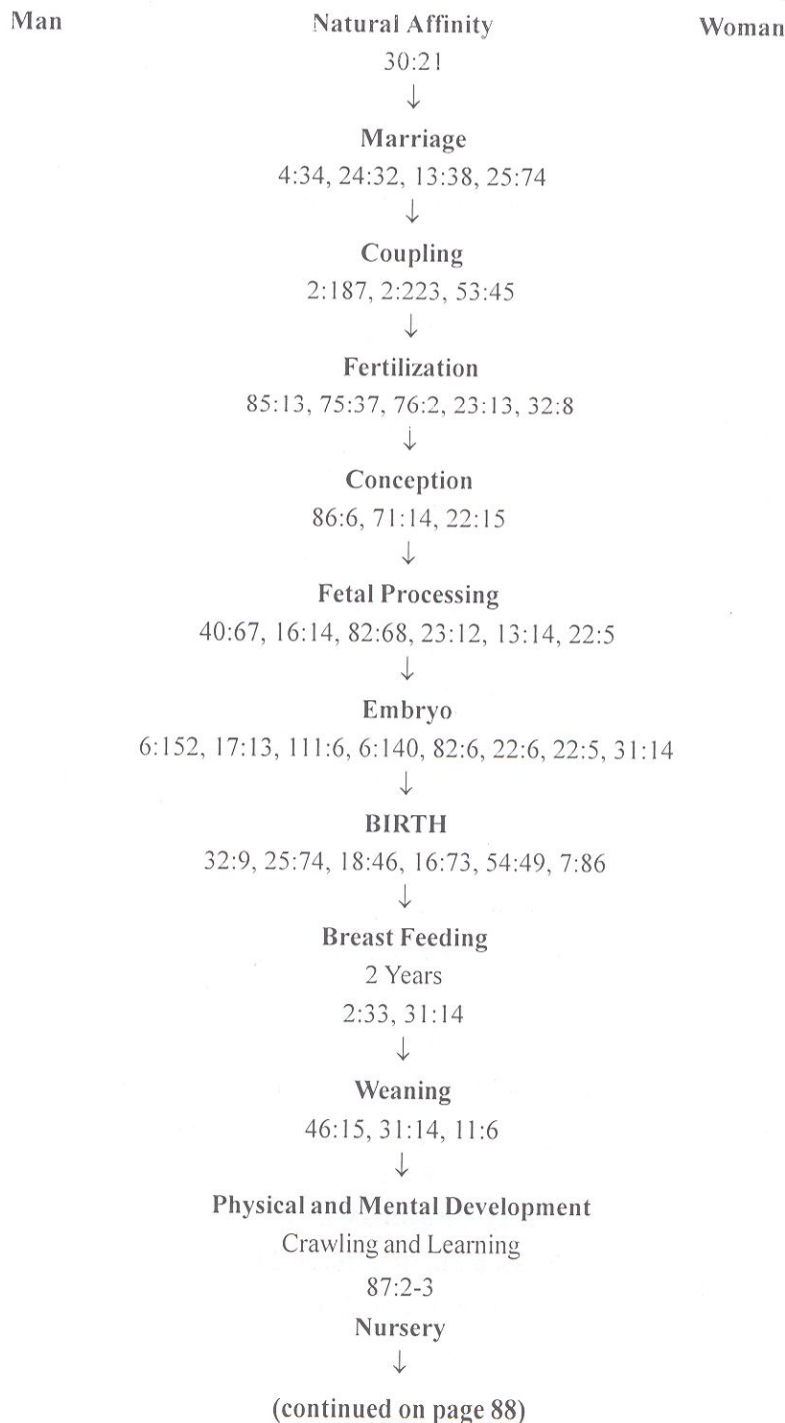 Man Natural Affinity Woman
30:21
↓
Marriage
4:34, 24:32, 13:38, 25:74
↓
Coupling
2:187, 2:223, 53:45
↓
Fertilization
85:13, 75:37, 76:2, 23:13, 32:8
↓
Conception
86:6, 71:14, 22:15
↓
Fetal Processing
40:67, 16:14, 82:68, 23:12, 13:14, 22:5
↓
Embryo
6:152, 17:13, 111:6, 6:140, 82:6, 22:6, 22:5, 31:14
↓
BIRTH
32:9, 25:74, 18:46, 16:73, 54:49, 7:86
↓
Breast Feeding
2 Years
2:33, 31:14
↓
Weaning
46:15, 31:14, 11:6
↓
Physical and Mental Development
Crawling and Learning
87:2-3
Nursery
↓
(continued on page 88)